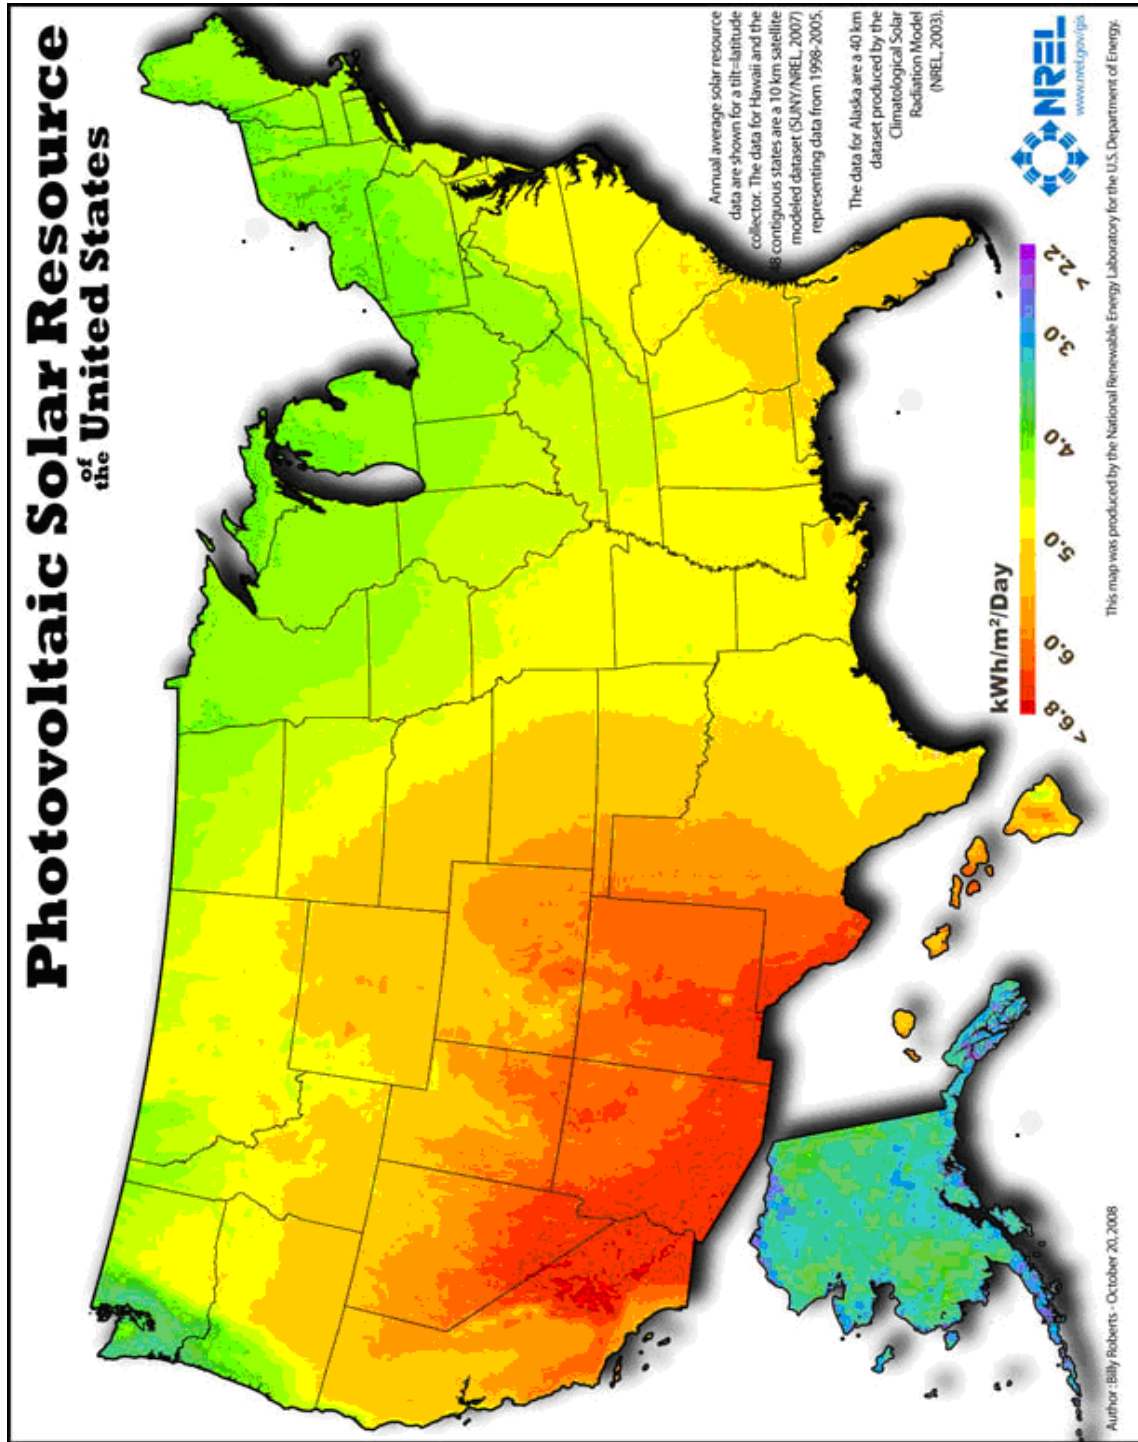 Photovoltaic Solar Resource
of
the United States
Annual average solar resource
data are shown for a tilt=latitude
collector. The data for Hawaii and the
48 contiguous states are a 10 km satellite
modeled dataset (SUNY/NREL, 2007)
representing data from 1998-2005.
The data for Alaska are a 40 km
dataset produced by the
Climatological Solar
Radiation Model
(NREL, 2003).
kWh/m²/Day
< 6.8
6.0
5.0
4.0
3.0
> 2.2
NREL
www.nrel.gov/gis
Author : Billy Roberts - October 20, 2008
This map was produced by the National Renewable Energy Laboratory for the U.S. Department of Energy.